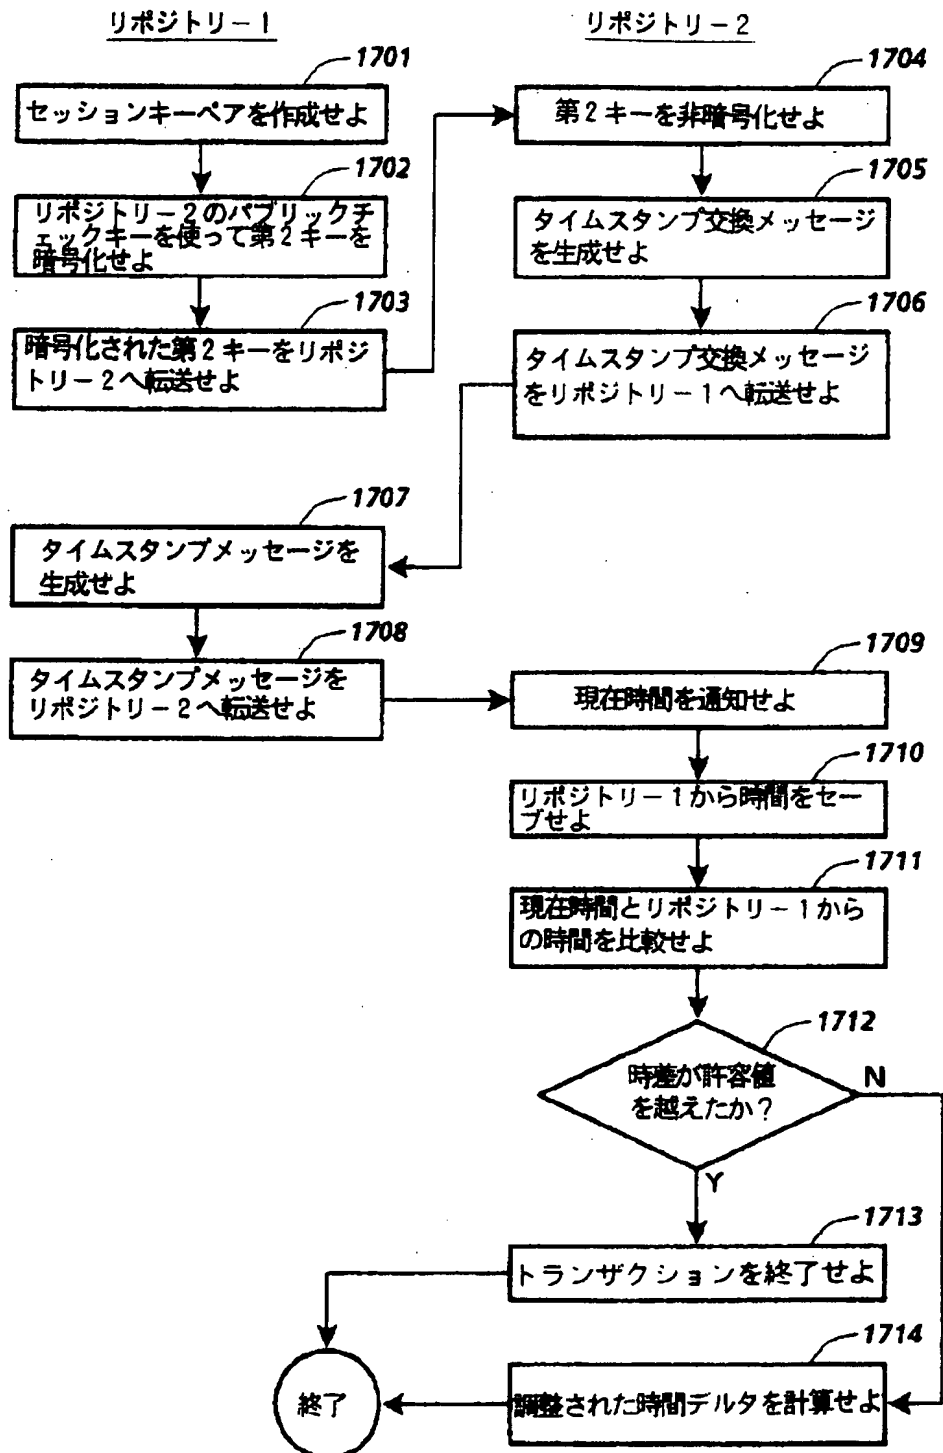 リポジトリー1
リポジトリー2
1701
セッションキーペアを作成せよ
1702
リポジトリー2のパブリックチ
ェックキーを使って第2キーを
暗号化せよ
1703
暗号化された第2キーをリポジ
トリー2へ転送せよ
1704
第2キーを非暗号化せよ
1705
タイムスタンプ交換メッセージ
を生成せよ
1706
タイムスタンプ交換メッセージ
をリポジトリー1へ転送せよ
1707
タイムスタンプメッセージを
生成せよ
1708
タイムスタンプメッセージを
リポジトリー2へ転送せよ
1709
現在時間を通知せよ
1710
リポジトリー1から時間をセー
ブせよ
1711
現在時間とリポジトリー1から
の時間を比較せよ
1712
時差が許容値
を越えたか?
N
Y
1713
トランザクションを終了せよ
1714
調整された時間デルタを計算せよ
終了